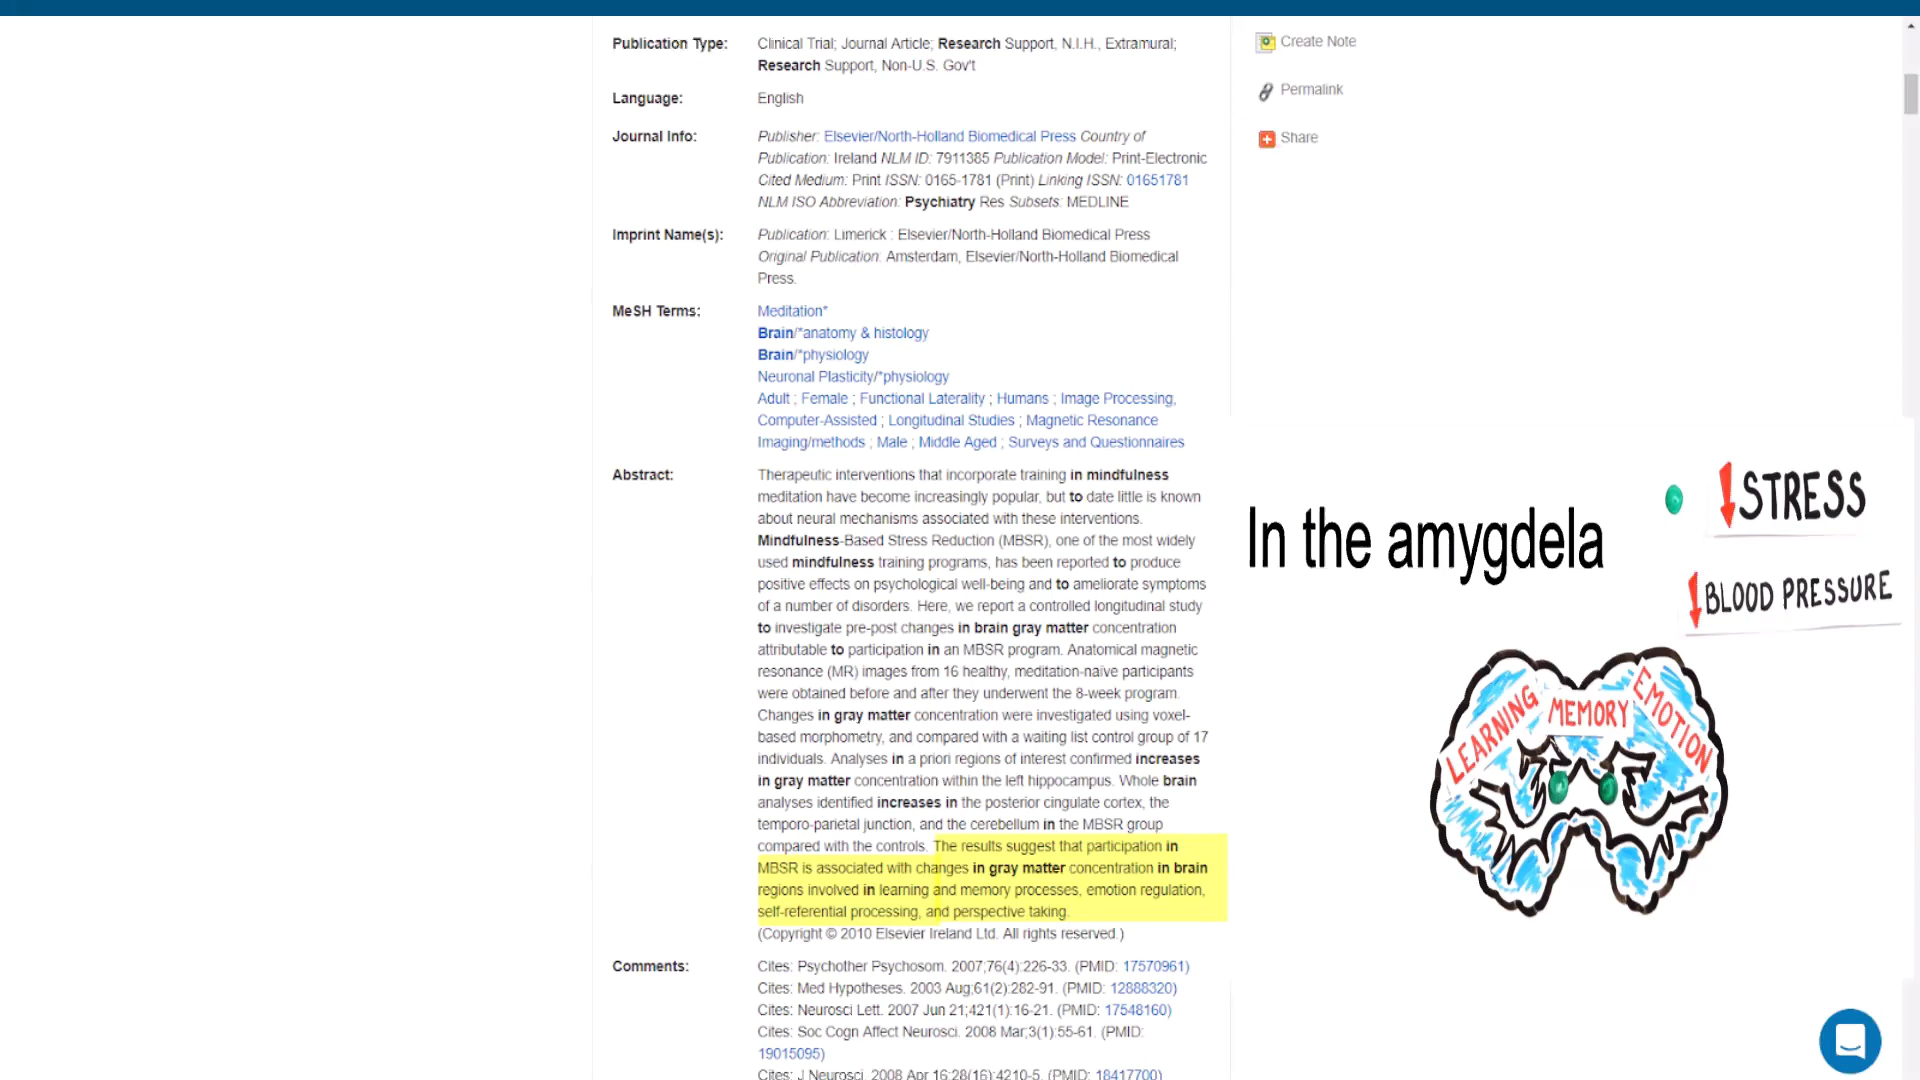 Publication Type: Clinical Trial; Journal Article; Research Support, N.I.H., Extramural;
Research Support, Non-U.S. Gov't
Language: English
Journal Info: Publisher: Elsevier/North-Holland Biomedical Press Country of
Publication: Ireland NLM ID: 7911385 Publication Model: Print-Electronic
Cited Medium: Print ISSN: 0165-1781 (Print) Linking ISSN: 01651781
NLM ISO Abbreviation: Psychiatry Res Subsets: MEDLINE
Imprint Name(s): Publication: Limerick : Elsevier/North-Holland Biomedical Press
Original Publication: Amsterdam, Elsevier/North-Holland Biomedical
Press.
MeSH Terms: Meditation*
Brain/*anatomy & histology
Brain/*physiology
Neuronal Plasticity/*physiology
Adult ; Female ; Functional Laterality ; Humans ; Image Processing,
Computer-Assisted ; Longitudinal Studies ; Magnetic Resonance
Imaging/methods ; Male ; Middle Aged ; Surveys and Questionnaires
Abstract: Therapeutic interventions that incorporate training in mindfulness
meditation have become increasingly popular, but to date little is known
about neural mechanisms associated with these interventions.
Mindfulness-Based Stress Reduction (MBSR), one of the most widely
used mindfulness training programs, has been reported to produce
positive effects on psychological well-being and to ameliorate symptoms
of a number of disorders. Here, we report a controlled longitudinal study
to investigate pre-post changes in brain gray matter concentration
attributable to participation in an MBSR program. Anatomical magnetic
resonance (MR) images from 16 healthy, meditation-naive participants
were obtained before and after they underwent the 8-week program.
Changes in gray matter concentration were investigated using voxel-
based morphometry, and compared with a waiting list control group of 17
individuals. Analyses in a priori regions of interest confirmed increases
in gray matter concentration within the left hippocampus. Whole brain
analyses identified increases in the posterior cingulate cortex, the
temporo-parietal junction, and the cerebellum in the MBSR group
compared with the controls. The results suggest that participation in
MBSR is associated with changes in gray matter concentration in brain
regions involved in learning and memory processes, emotion regulation,
self-referential processing, and perspective taking.
(Copyright © 2010 Elsevier Ireland Ltd. All rights reserved.)
Comments: Cites: Psychother Psychosom. 2007;76(4):226-33. (PMID: 17570961)
Cites: Med Hypotheses. 2003 Aug;61(2):282-91. (PMID: 12888320)
Cites: Neurosci Lett. 2007 Jun 21;421(1):16-21. (PMID: 17548160)
Cites: Soc Cogn Affect Neurosci. 2008 Mar;3(1):55-61. (PMID:
19015095)
Cites: J Neurosci. 2008 Apr 16;28(16):4210-5. (PMID: 18417700)
Create Note
Permalink
Share
In the amygdela
STRESS
BLOOD PRESSURE
LEARNING
MEMORY
EMOTION